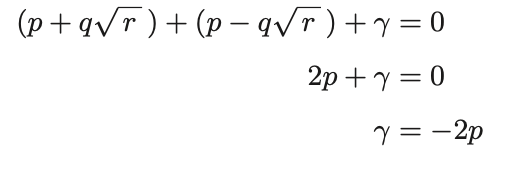 (p + q√r) + (p − q√r) + γ = 0
2p + γ = 0
γ = −2p